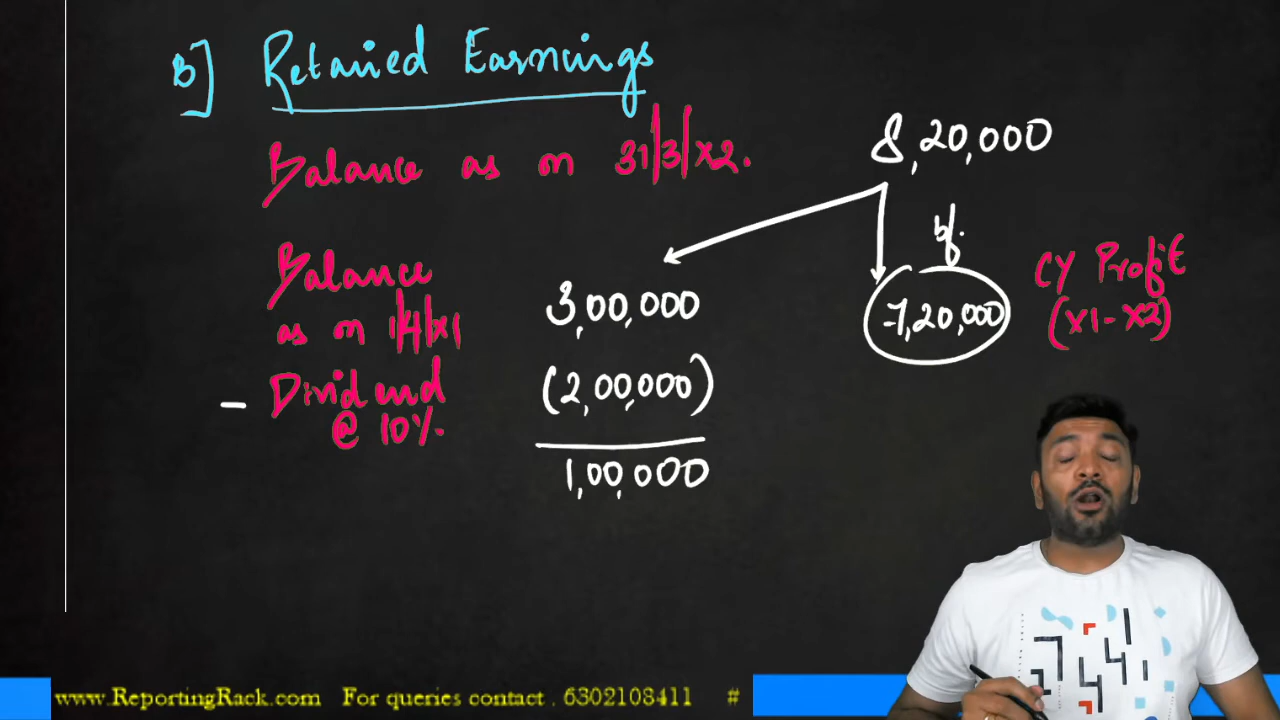 B] Retained Earnings
Balance as on 31/3/x2.
8,20,000
b/f.
Balance
as on 1/4/x1
3,00,000
7,20,000
CY Profit
(x1-x2)
- Dividend
@ 10%.
(2,00,000)
1,00,000
www.ReportingRack.com For queries contact . 6302108411 #